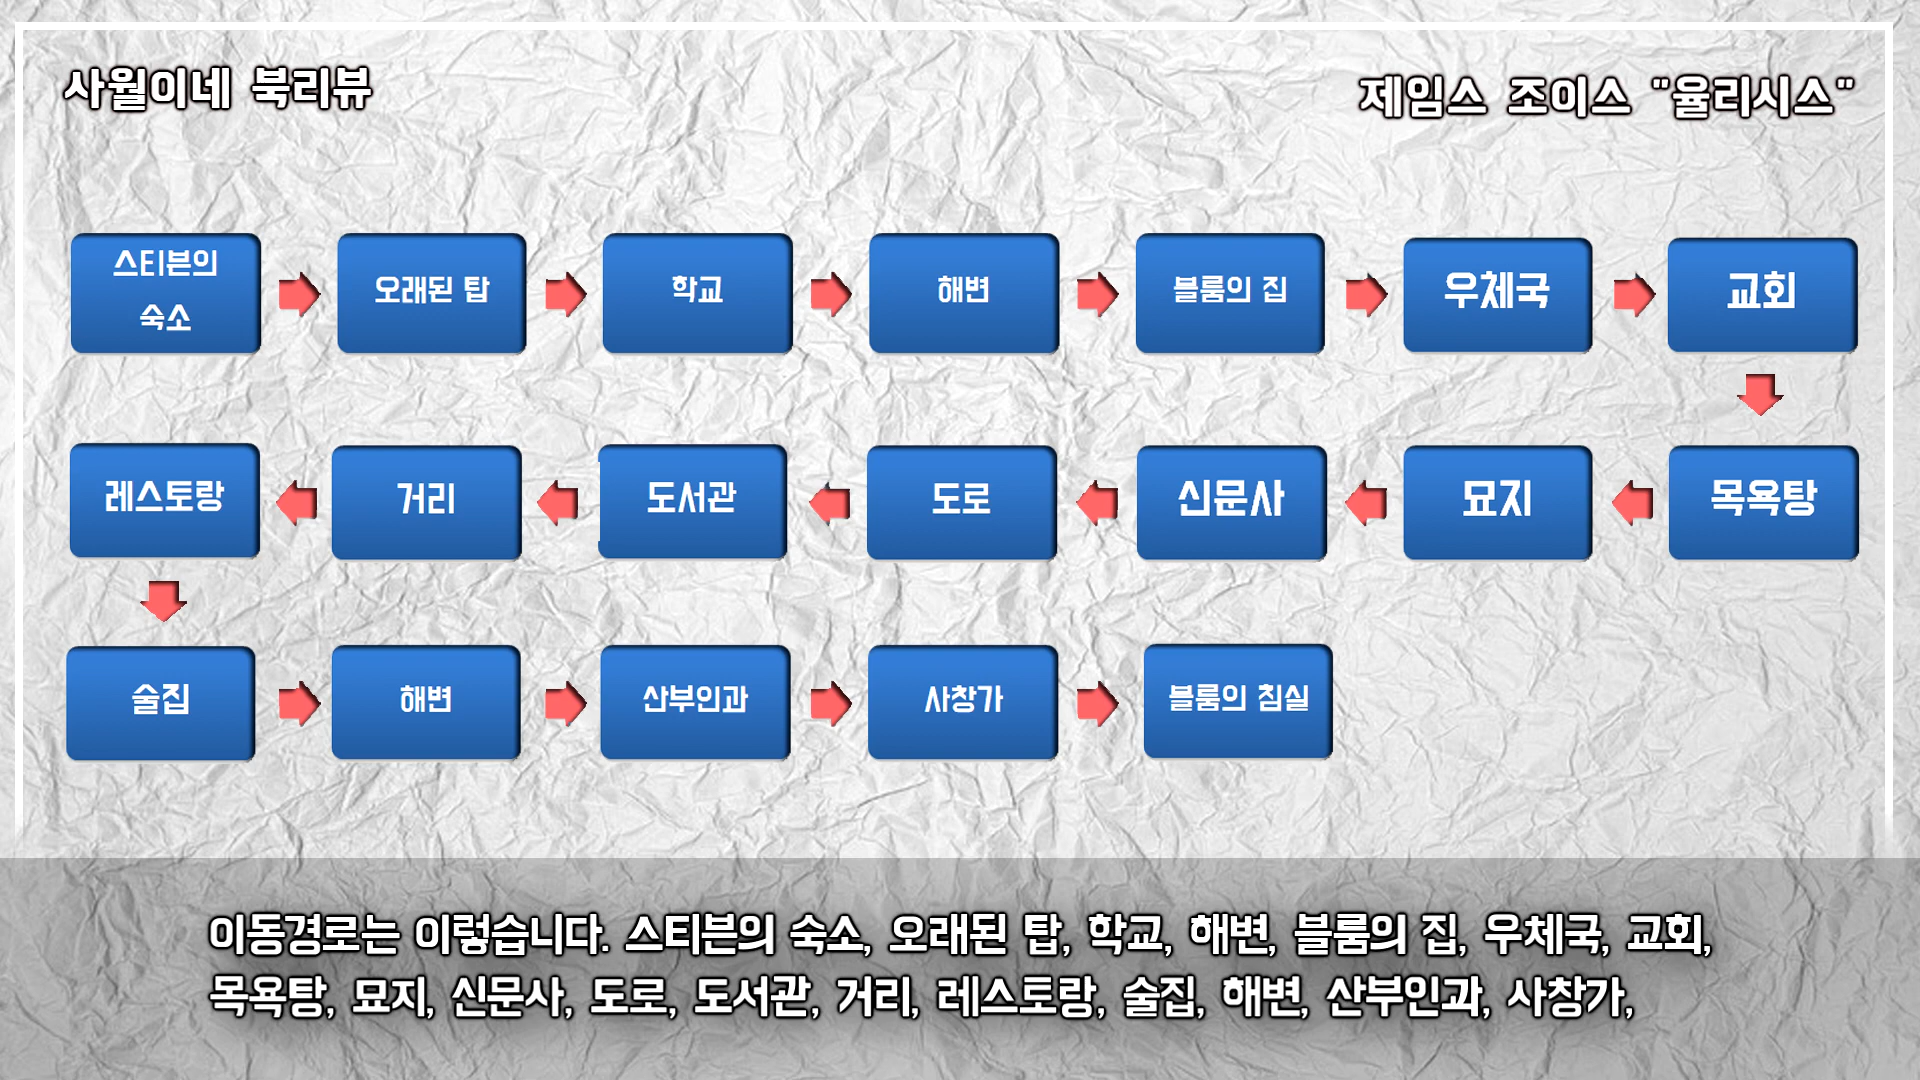 사월이네 북리뷰
제임스 조이스 "율리시스"
스티븐의
숙소
오래된 탑
학교
해변
블룸의 집
우체국
교회
목욕탕
묘지
신문사
도로
도서관
거리
레스토랑
술집
해변
산부인과
사창가
블룸의 침실
이동경로는 이렇습니다. 스티븐의 숙소, 오래된 탑, 학교, 해변, 블룸의 집, 우체국, 교회,
목욕탕, 묘지, 신문사, 도로, 도서관, 거리, 레스토랑, 술집, 해변, 산부인과, 사창가,